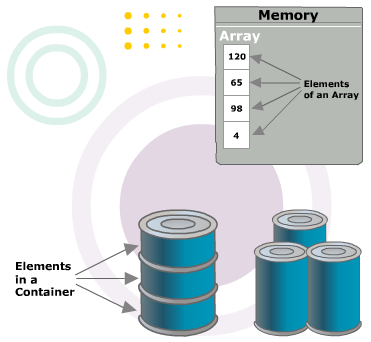 Memory
Array
120
65
98
4
Elements
of an Array
Elements
in a
Container